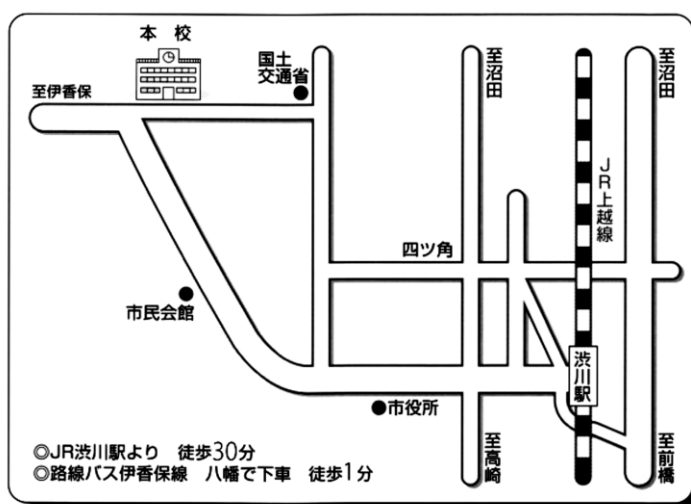 本校
国土
交通省
至沼田
至沼田
至伊香保
JR上越線
四ツ角
市民会館
渋川駅
●市役所
至高崎
至前橋
◎JR渋川駅より 徒歩30分
◎路線バス伊香保線 八幡で下車 徒歩1分